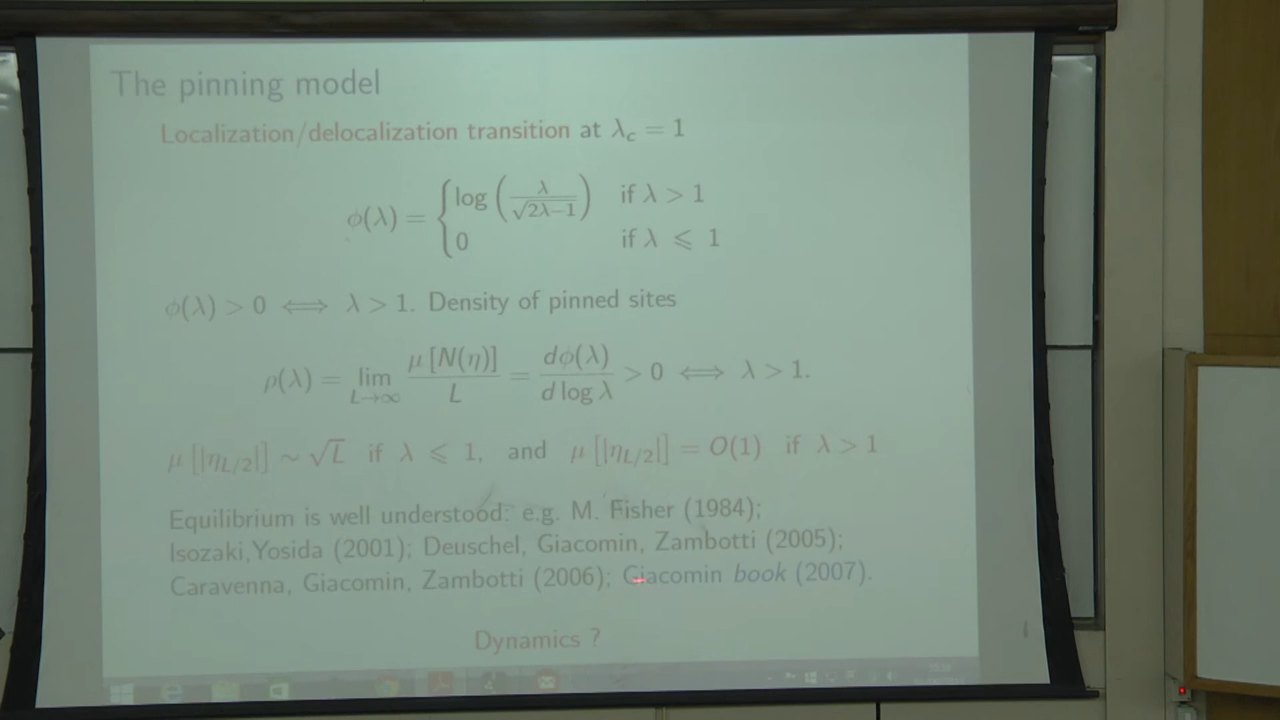 The pinning model
Localization/delocalization transition at λ_c = 1
ϕ(λ) = { log ( λ / √(2λ−1) ) if λ > 1
0 if λ ⩽ 1
ϕ(λ) > 0 ⟺ λ > 1. Density of pinned sites
ρ(λ) = lim_{L→∞} μ [N(η)] / L = dϕ(λ) / d log λ > 0 ⟺ λ > 1.
μ [|η_{L/2}|] ∼ √L if λ ⩽ 1, and μ [|η_{L/2}|] = O(1) if λ > 1
Equilibrium is well understood: e.g. M. Fisher (1984);
Isozaki,Yosida (2001); Deuschel, Giacomin, Zambotti (2005);
Caravenna, Giacomin, Zambotti (2006); Giacomin book (2007).
Dynamics ?